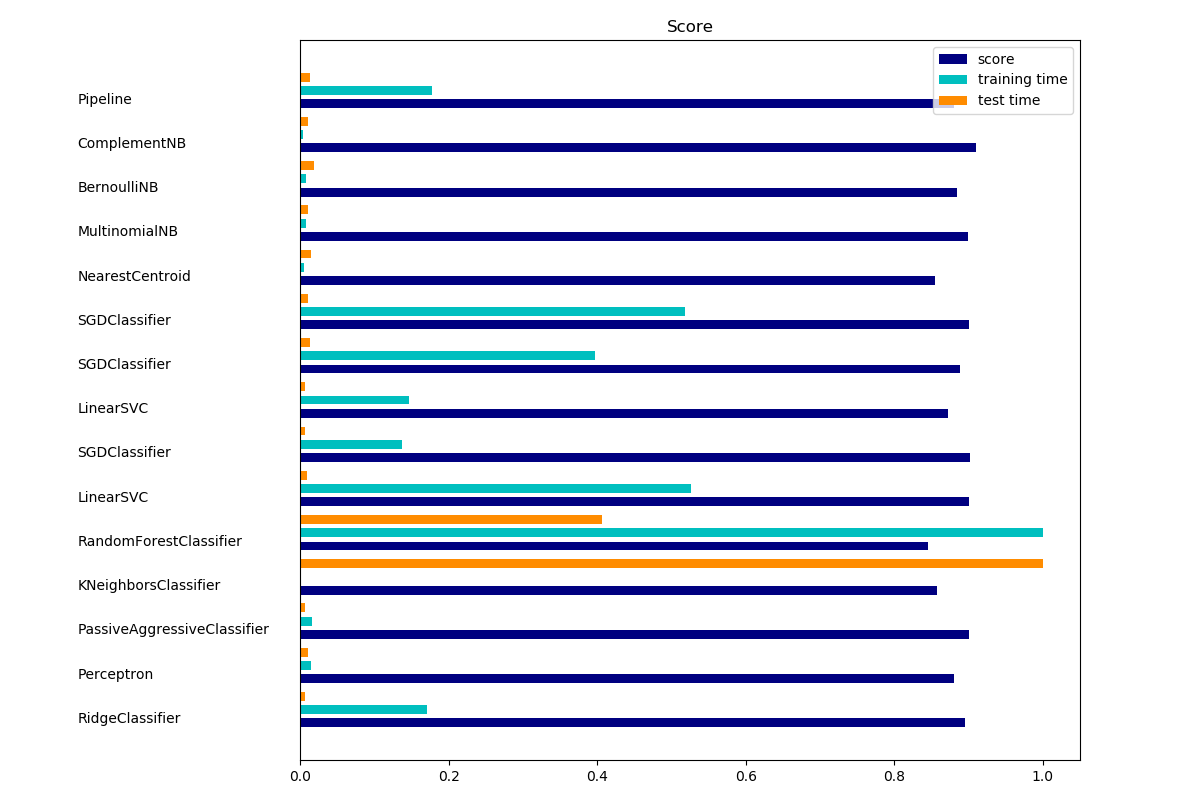 Score
score
training time
test time
Pipeline
ComplementNB
BernoulliNB
MultinomialNB
NearestCentroid
SGDClassifier
SGDClassifier
LinearSVC
SGDClassifier
LinearSVC
RandomForestClassifier
KNeighborsClassifier
PassiveAggressiveClassifier
Perceptron
RidgeClassifier
0.0 0.2 0.4 0.6 0.8 1.0